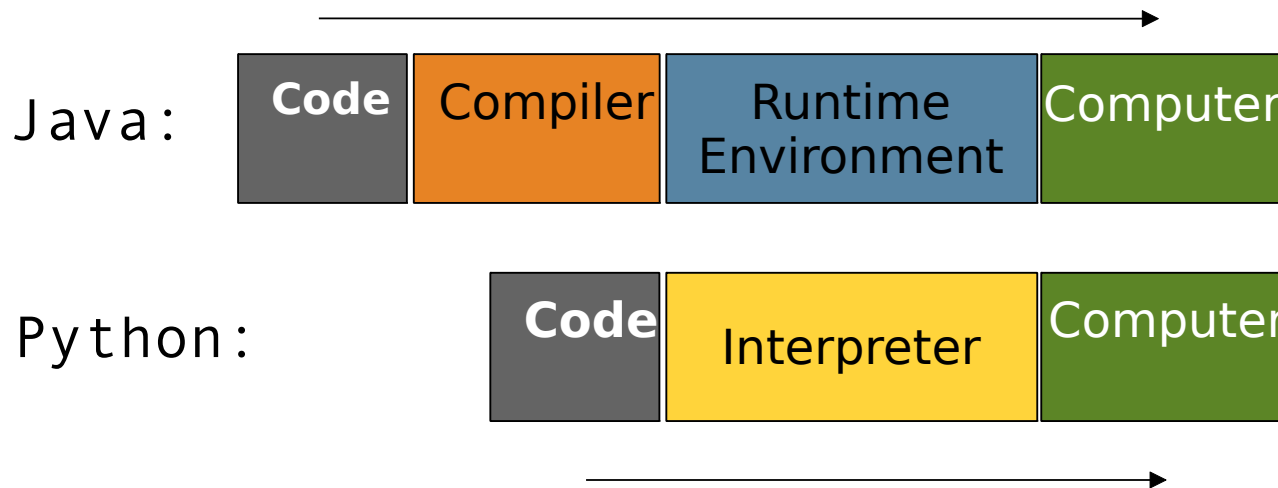 Java:
Code
Compiler
Runtime
Environment
Computer
Python:
Code
Interpreter
Computer